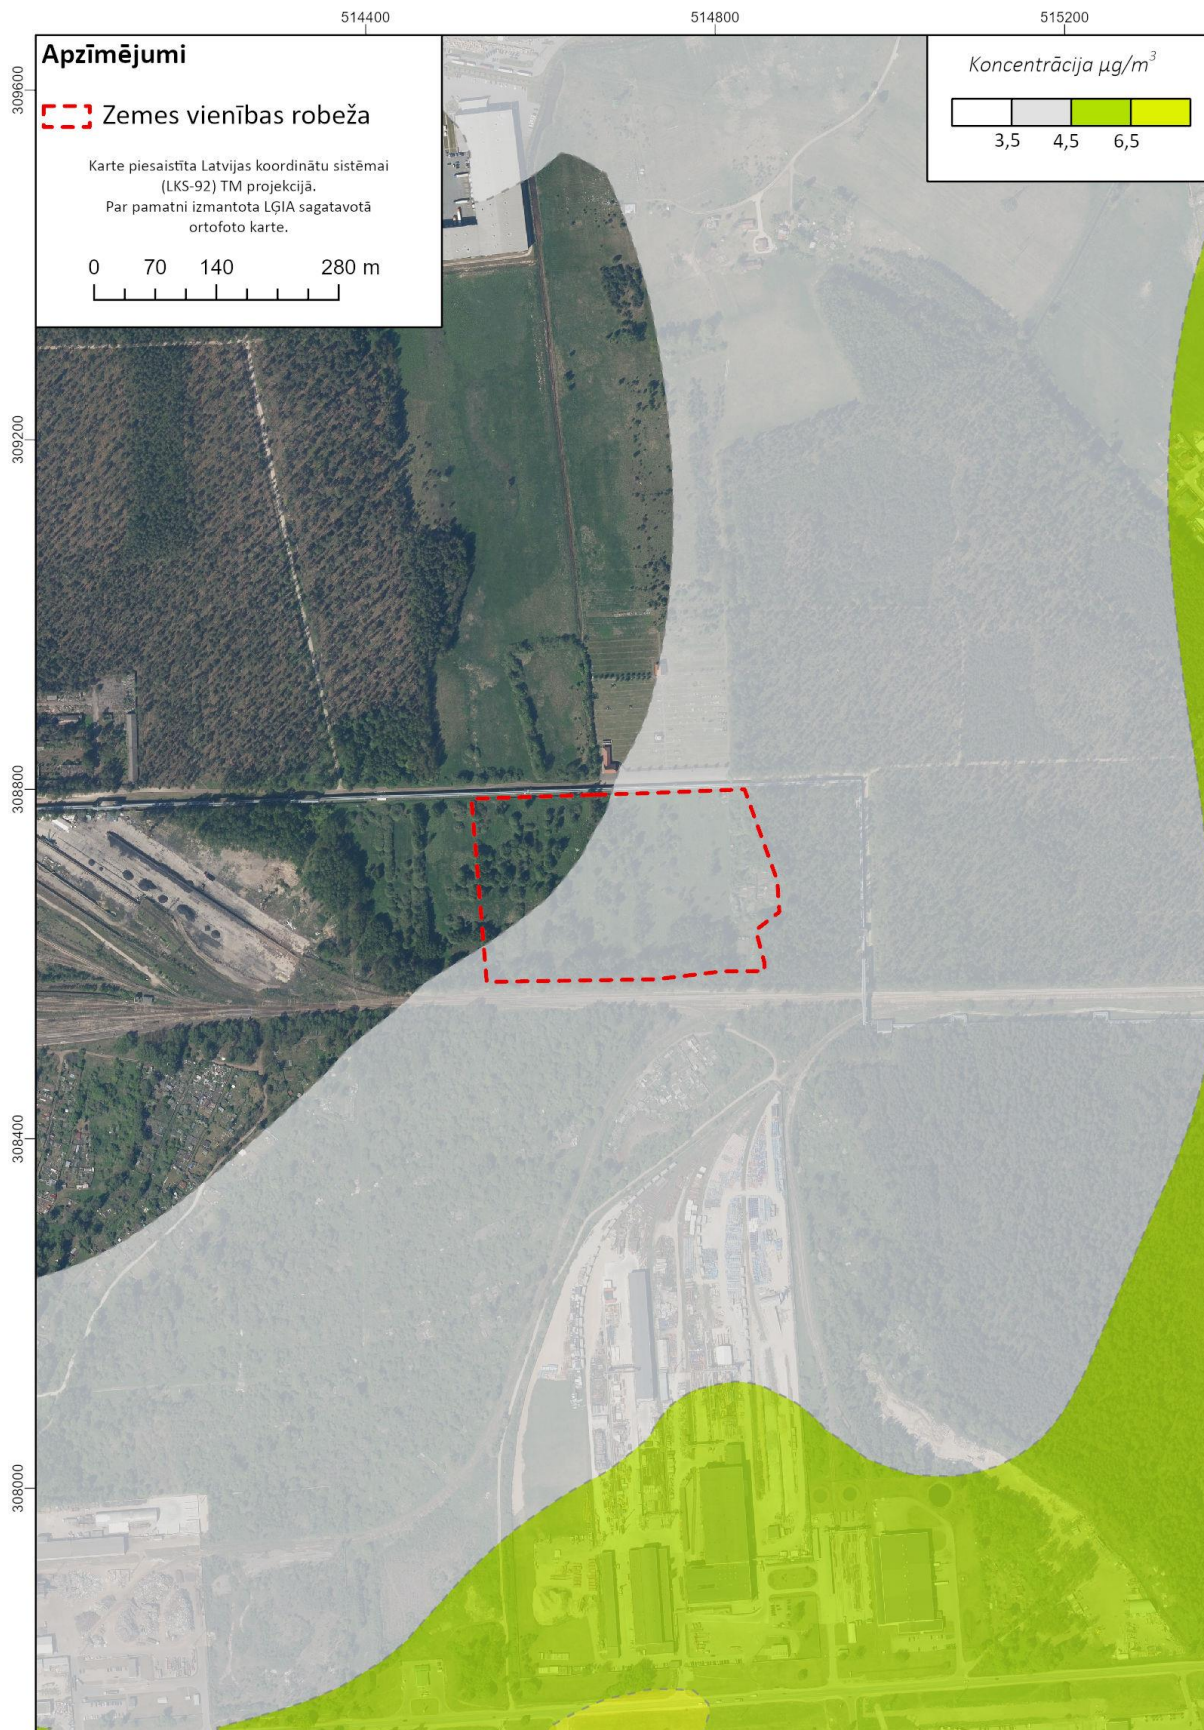 514400
514800
515200
Apzīmējumi
Zemes vienības robeža
Karte piesaistīta Latvijas koordinātu sistēmai
(LKS-92) TM projekcijā.
Par pamatni izmantota LĢIA sagatavotā
ortofoto karte.
0 70 140 280 m
Koncentrācija µg/m³
3,5 4,5 6,5
309600
309200
308800
308400
308000